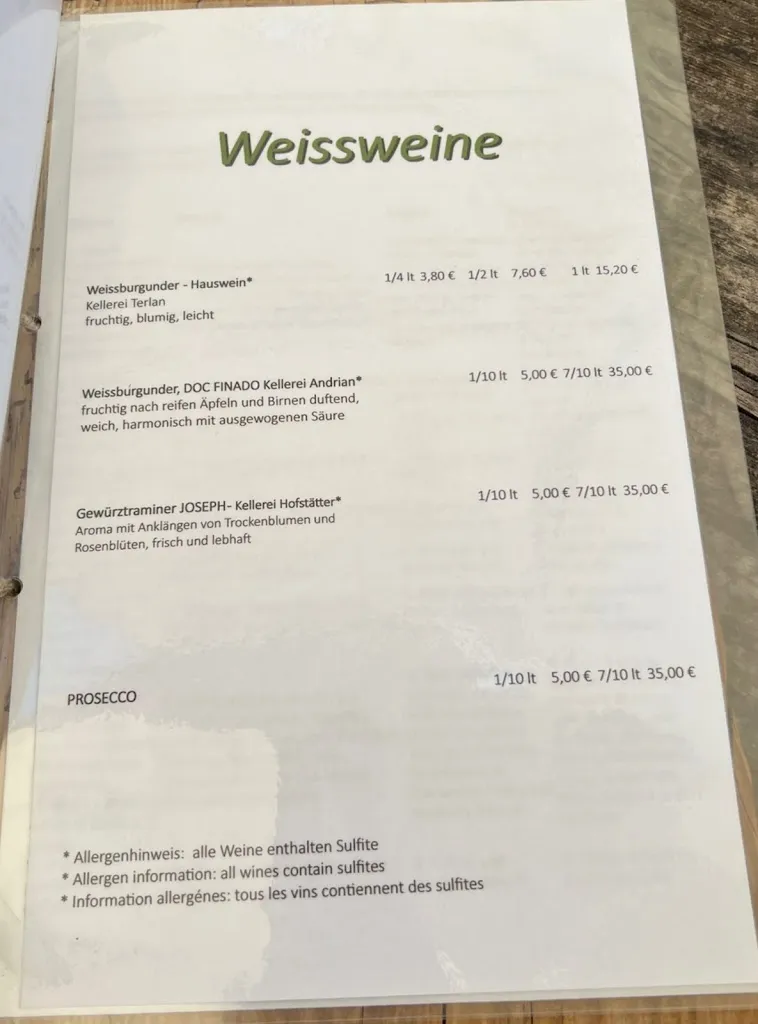 Weissweine
Weissburgunder - Hauswein* 1/4 lt 3,80 € 1/2 lt 7,60 € 1 lt 15,20 €
Kellerei Terlan
fruchtig, blumig, leicht
Weissburgunder, DOC FINADO Kellerei Andrian* 1/10 lt 5,00 € 7/10 lt 35,00 €
fruchtig nach reifen Äpfeln und Birnen duftend,
weich, harmonisch mit ausgewogenen Säure
Gewürztraminer JOSEPH- Kellerei Hofstätter* 1/10 lt 5,00 € 7/10 lt 35,00 €
Aroma mit Anklängen von Trockenblumen und
Rosenblüten, frisch und lebhaft
PROSECCO 1/10 lt 5,00 € 7/10 lt 35,00 €
* Allergenhinweis: alle Weine enthalten Sulfite
* Allergen information: all wines contain sulfites
* Information allergénes: tous les vins contiennent des sulfites